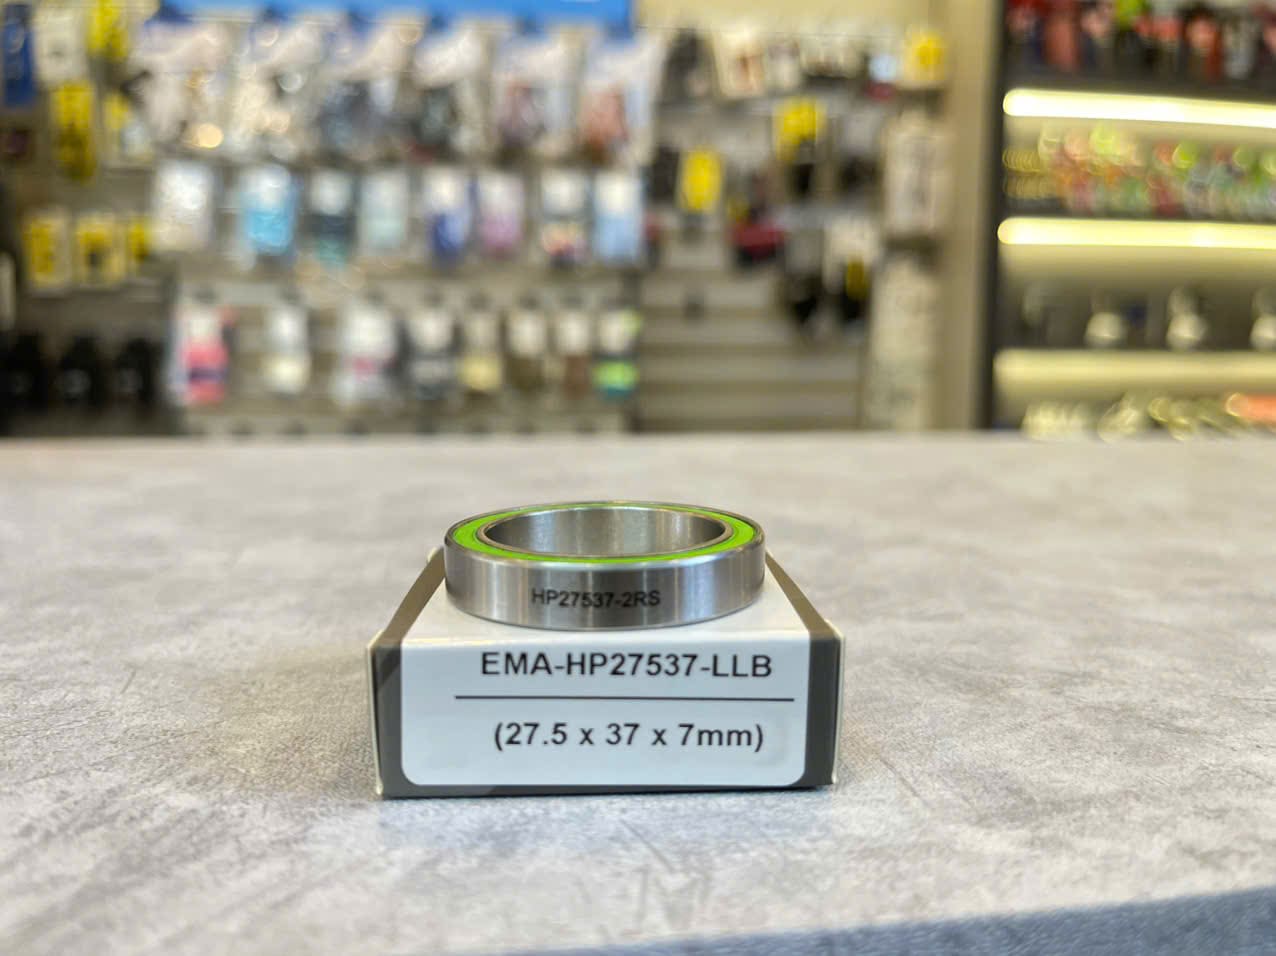 HP27537-2RS
EMA-HP27537-LLB
(27.5 x 37 x 7mm)